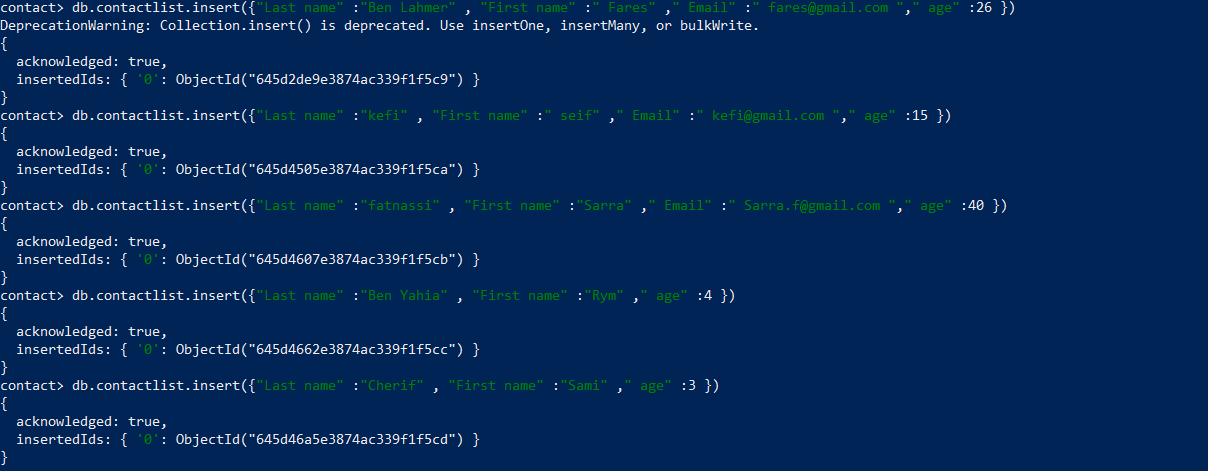 contact> db.contactlist.insert({"Last name" :"Ben Lahmer" , "First name" :" Fares" ," Email" :" fares@gmail.com "," age" :26 })
DeprecationWarning: Collection.insert() is deprecated. Use insertOne, insertMany, or bulkWrite.
{
  acknowledged: true,
  insertedIds: { '0': ObjectId("645d2de9e3874ac339f1f5c9") }
}
contact> db.contactlist.insert({"Last name" :"kefi" , "First name" :" seif" ," Email" :" kefi@gmail.com "," age" :15 })
{
  acknowledged: true,
  insertedIds: { '0': ObjectId("645d4505e3874ac339f1f5ca") }
}
contact> db.contactlist.insert({"Last name" :"fatnassi" , "First name" :"Sarra" ," Email" :" Sarra.f@gmail.com "," age" :40 })
{
  acknowledged: true,
  insertedIds: { '0': ObjectId("645d4607e3874ac339f1f5cb") }
}
contact> db.contactlist.insert({"Last name" :"Ben Yahia" , "First name" :"Rym" ," age" :4 })
{
  acknowledged: true,
  insertedIds: { '0': ObjectId("645d4662e3874ac339f1f5cc") }
}
contact> db.contactlist.insert({"Last name" :"Cherif" , "First name" :"Sami" ," age" :3 })
{
  acknowledged: true,
  insertedIds: { '0': ObjectId("645d46a5e3874ac339f1f5cd") }
}